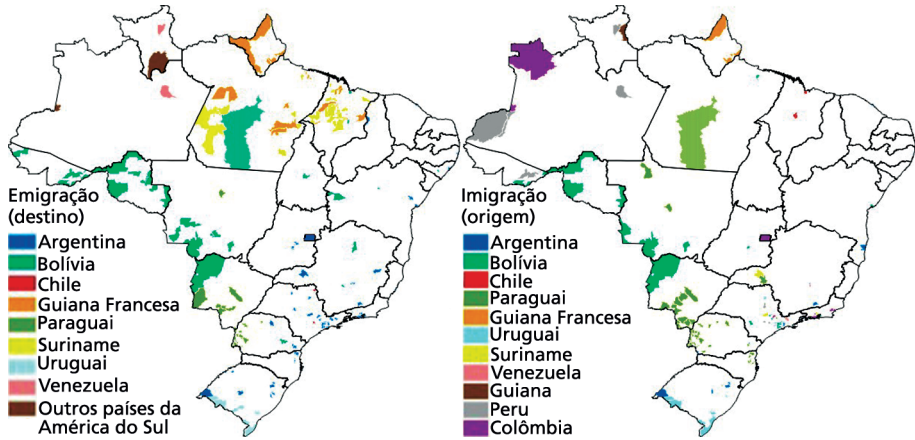 Emigração
(destino)
Argentina
Bolívia
Chile
Guiana Francesa
Paraguai
Suriname
Uruguai
Venezuela
Outros países da
América do Sul
Imigração
(origem)
Argentina
Bolívia
Chile
Paraguai
Guiana Francesa
Uruguai
Suriname
Venezuela
Guiana
Peru
Colômbia